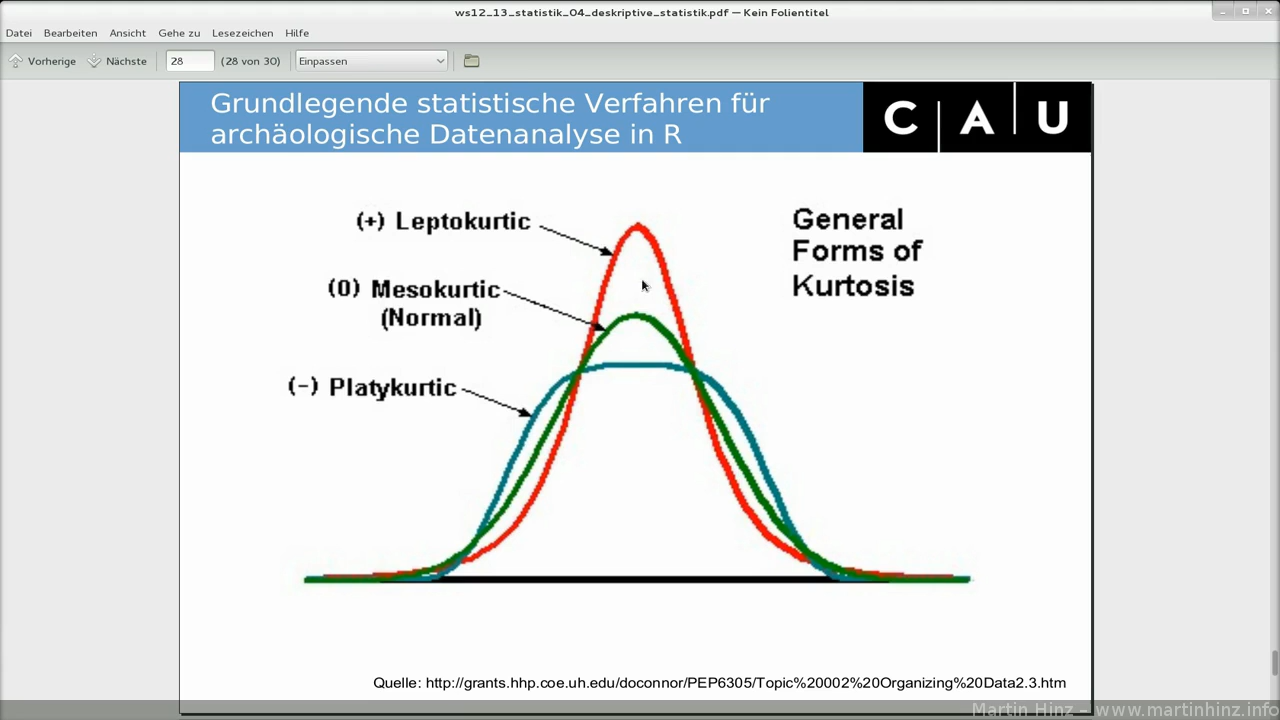 ws12_13_statistik_04_deskriptive_statistik.pdf — Kein Folientitel
Datei Bearbeiten Ansicht Gehe zu Lesezeichen Hilfe
Vorherige Nächste 28 (28 von 30) Einpassen
Grundlegende statistische Verfahren für
archäologische Datenanalyse in R
C A U
(+) Leptokurtic
(0) Mesokurtic
(Normal)
(−) Platykurtic
General
Forms of
Kurtosis
Quelle: http://grants.hhp.coe.uh.edu/doconnor/PEP6305/Topic%20002%20Organizing%20Data2.3.htm
Martin Hinz - www.martinhinz.info